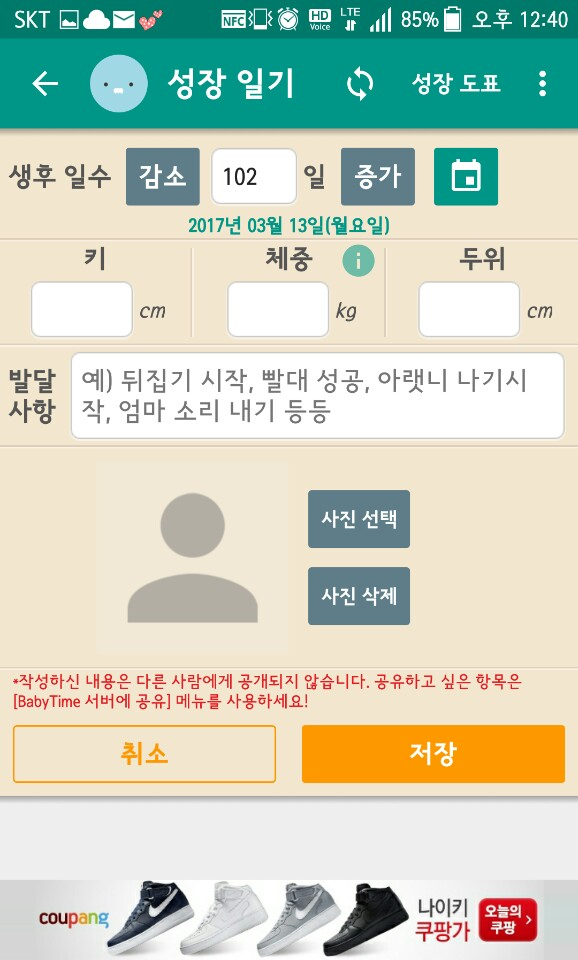 SKT NFC HD Voice LTE 85% 오후 12:40
성장 일기 성장 도표
생후 일수 감소 102 일 증가
2017년 03월 13일(월요일)
키 체중 i 두위
cm kg cm
발달
사항
예) 뒤집기 시작, 빨대 성공, 아랫니 나기시
작, 엄마 소리 내기 등등
사진 선택
사진 삭제
*작성하신 내용은 다른 사람에게 공개되지 않습니다. 공유하고 싶은 항목은
[BabyTime 서버에 공유] 메뉴를 사용하세요!
취소 저장
coupang
나이키
쿠팡가
오늘의
쿠팡